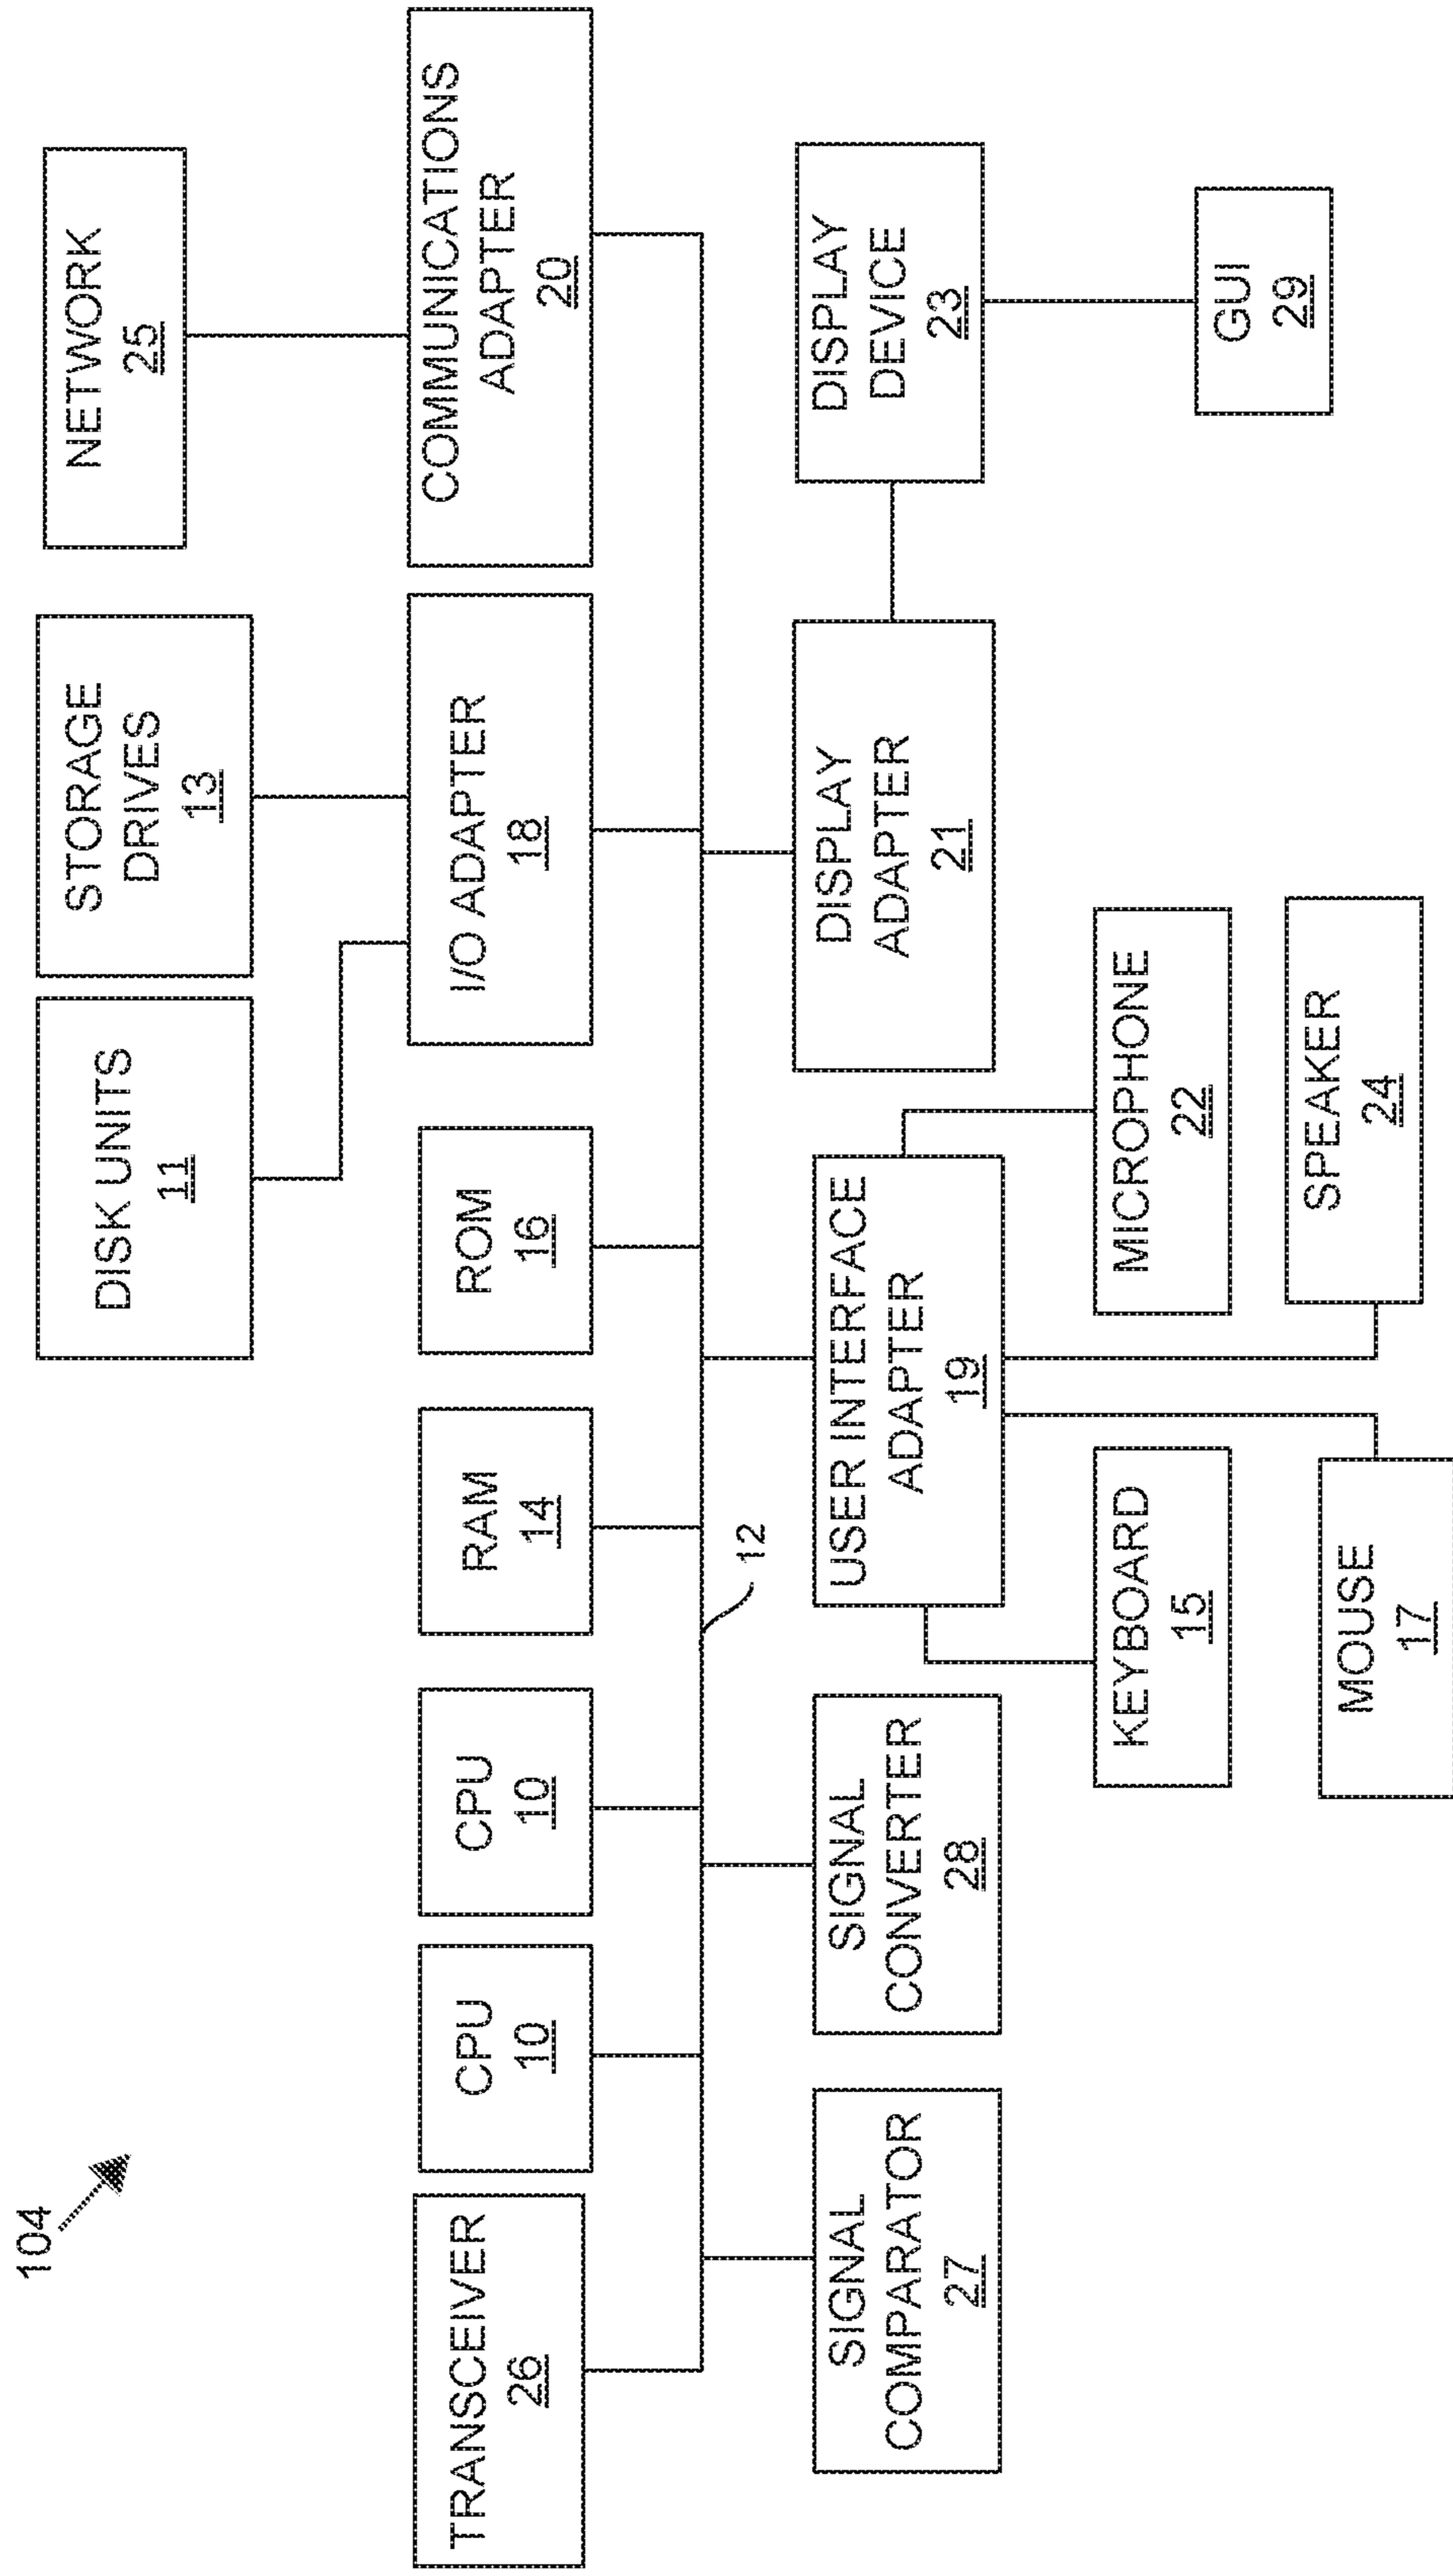 104
DISK UNITS
11
STORAGE
DRIVES
13
NETWORK
25
TRANSCEIVER
26
CPU
10
CPU
10
RAM
14
ROM
16
I/O ADAPTER
18
COMMUNICATIONS
ADAPTER
20
12
SIGNAL
COMPARATOR
27
SIGNAL
CONVERTER
28
USER INTERFACE
ADAPTER
19
DISPLAY
ADAPTER
21
DISPLAY
DEVICE
23
KEYBOARD
15
MICROPHONE
22
GUI
29
MOUSE
17
SPEAKER
24